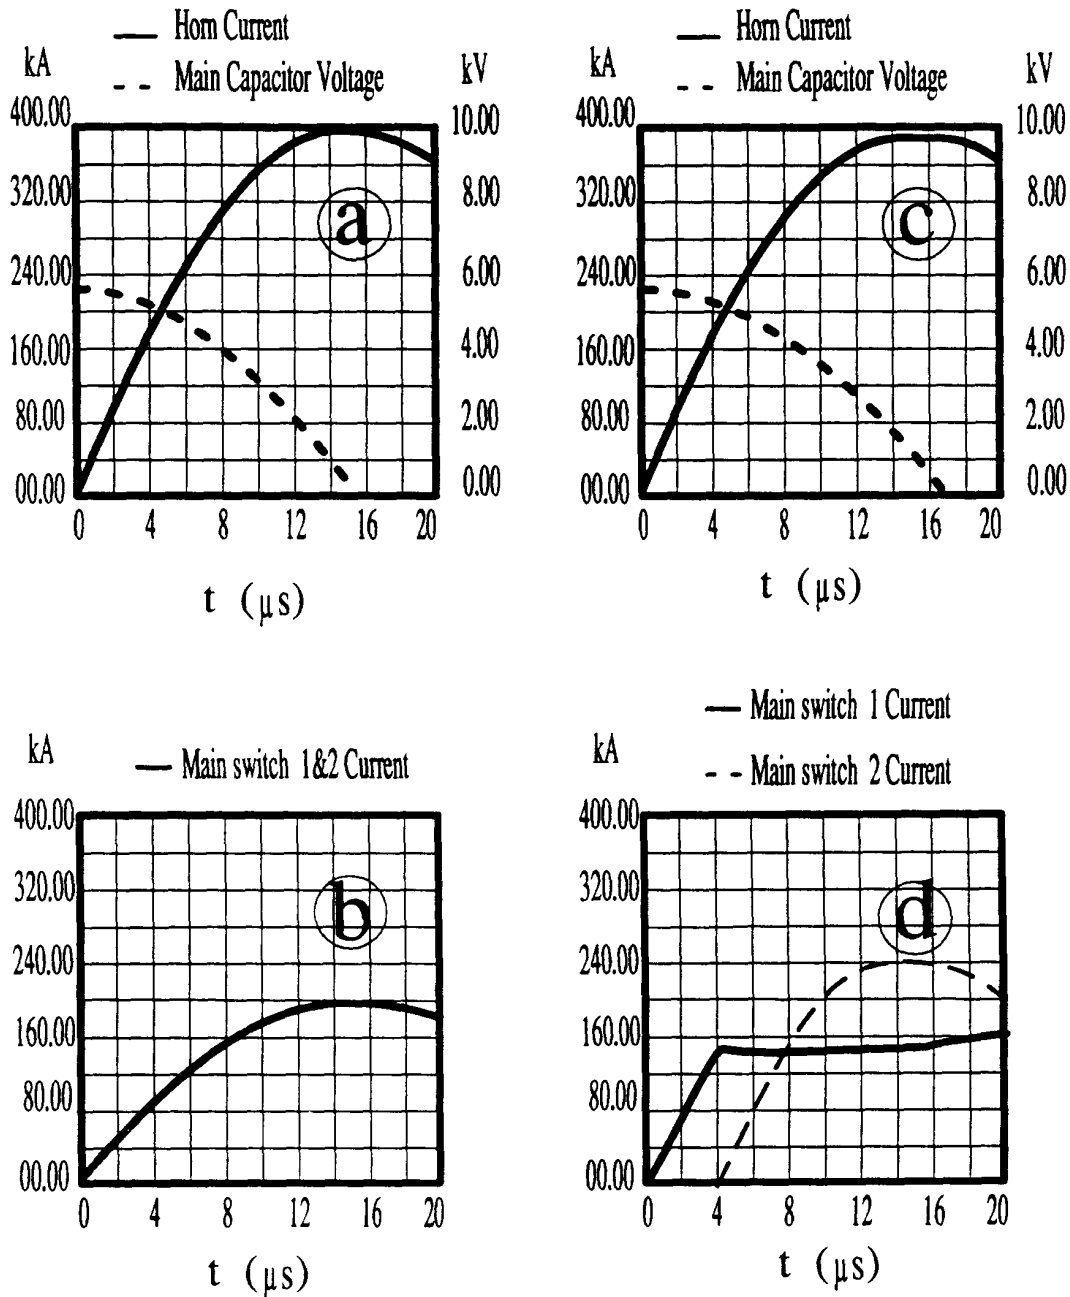 Horn Current
kA
Main Capacitor Voltage
kV
400.00
10.00
320.00
8.00
a
240.00
6.00
160.00
4.00
80.00
2.00
00.00
0.00
0 4 8 12 16 20
t (μs)
Horn Current
kA
Main Capacitor Voltage
kV
400.00
10.00
320.00
8.00
c
240.00
6.00
160.00
4.00
80.00
2.00
00.00
0.00
0 4 8 12 16 20
t (μs)
kA
Main switch 1&2 Current
400.00
320.00
b
240.00
160.00
80.00
00.00
0 4 8 12 16 20
t (μs)
Main switch 1 Current
kA
Main switch 2 Current
400.00
320.00
d
240.00
160.00
80.00
00.00
0 4 8 12 16 20
t (μs)